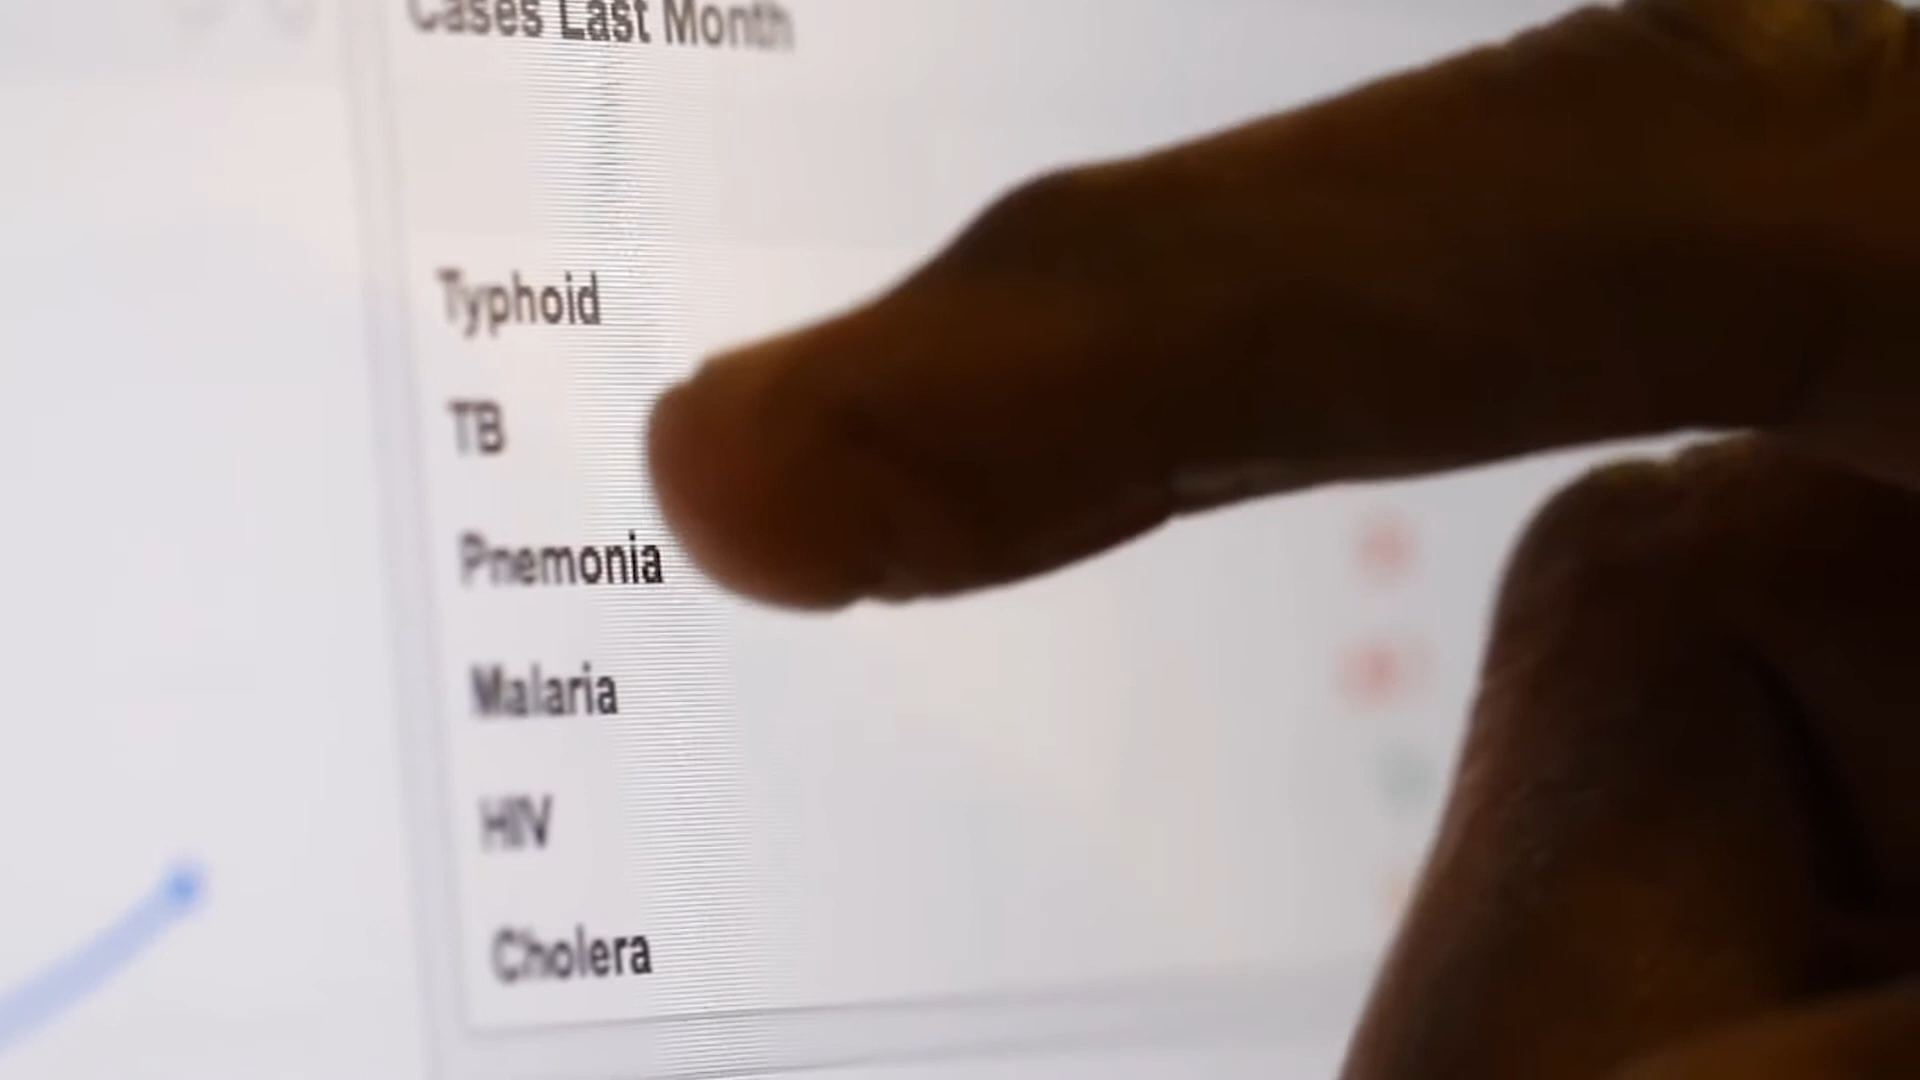 Cases Last Month
Typhoid
TB
Pnemonia
Malaria
HIV
Cholera